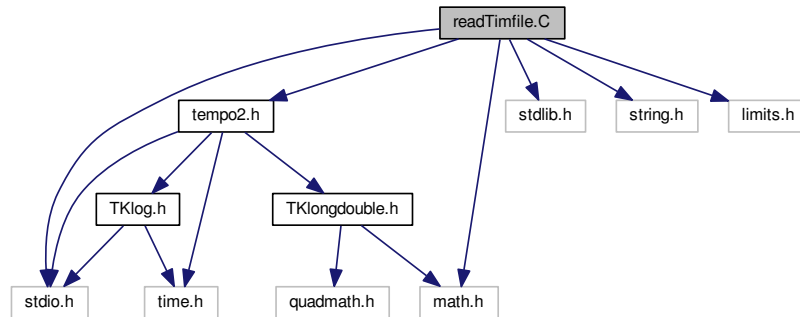 readTimfile.C
tempo2.h
stdlib.h
string.h
limits.h
TKlog.h
TKlongdouble.h
stdio.h
time.h
quadmath.h
math.h